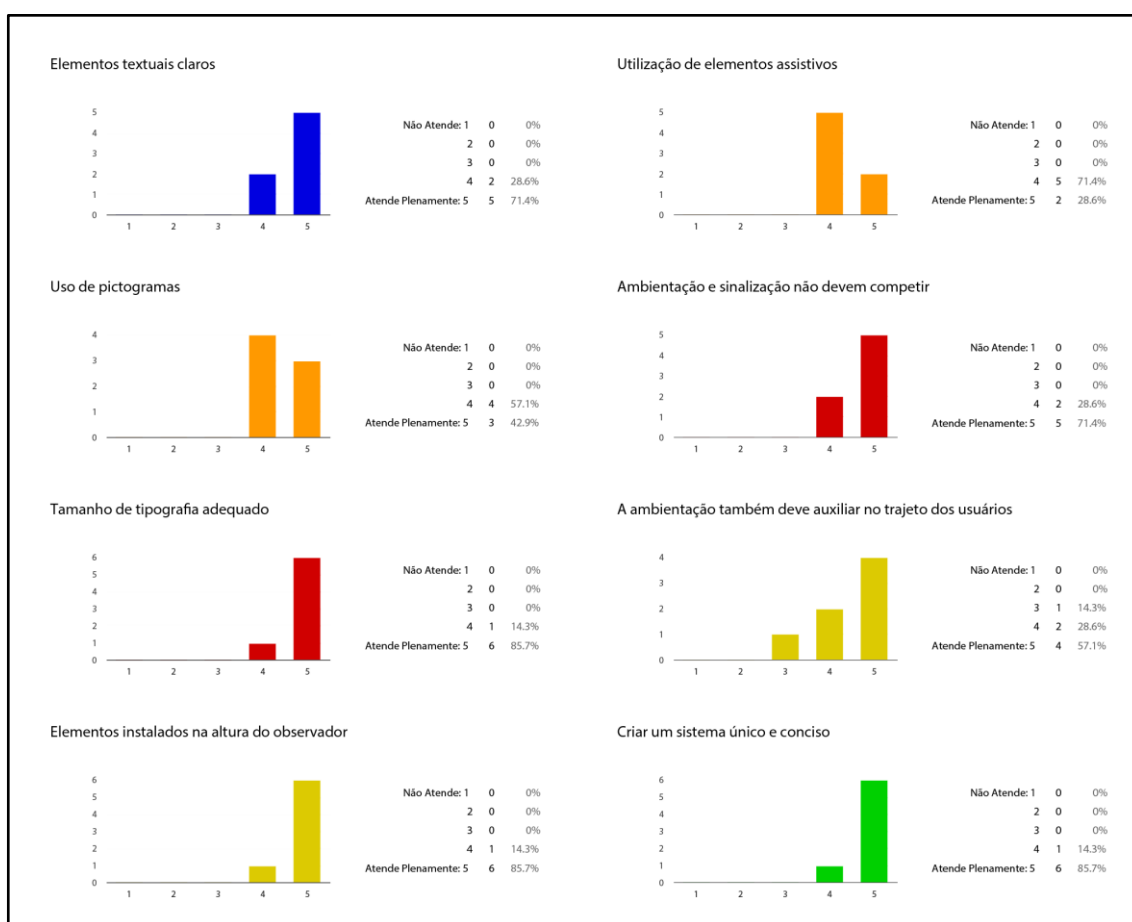 Elementos textuais claros
5
4
3
2
1
0
1 2 3 4 5
Não Atende: 1 0 0%
2 0 0%
3 0 0%
4 2 28.6%
Atende Plenamente: 5 5 71.4%
Utilização de elementos assistivos
5
4
3
2
1
0
1 2 3 4 5
Não Atende: 1 0 0%
2 0 0%
3 0 0%
4 5 71.4%
Atende Plenamente: 5 2 28.6%
Uso de pictogramas
4
3
2
1
0
1 2 3 4 5
Não Atende: 1 0 0%
2 0 0%
3 0 0%
4 4 57.1%
Atende Plenamente: 5 3 42.9%
Ambientação e sinalização não devem competir
5
4
3
2
1
0
1 2 3 4 5
Não Atende: 1 0 0%
2 0 0%
3 0 0%
4 2 28.6%
Atende Plenamente: 5 5 71.4%
Tamanho de tipografia adequado
6
5
4
3
2
1
0
1 2 3 4 5
Não Atende: 1 0 0%
2 0 0%
3 0 0%
4 1 14.3%
Atende Plenamente: 5 6 85.7%
A ambientação também deve auxiliar no trajeto dos usuários
4
3
2
1
0
1 2 3 4 5
Não Atende: 1 0 0%
2 0 0%
3 1 14.3%
4 2 28.6%
Atende Plenamente: 5 4 57.1%
Elementos instalados na altura do observador
6
5
4
3
2
1
0
1 2 3 4 5
Não Atende: 1 0 0%
2 0 0%
3 0 0%
4 1 14.3%
Atende Plenamente: 5 6 85.7%
Criar um sistema único e conciso
6
5
4
3
2
1
0
1 2 3 4 5
Não Atende: 1 0 0%
2 0 0%
3 0 0%
4 1 14.3%
Atende Plenamente: 5 6 85.7%